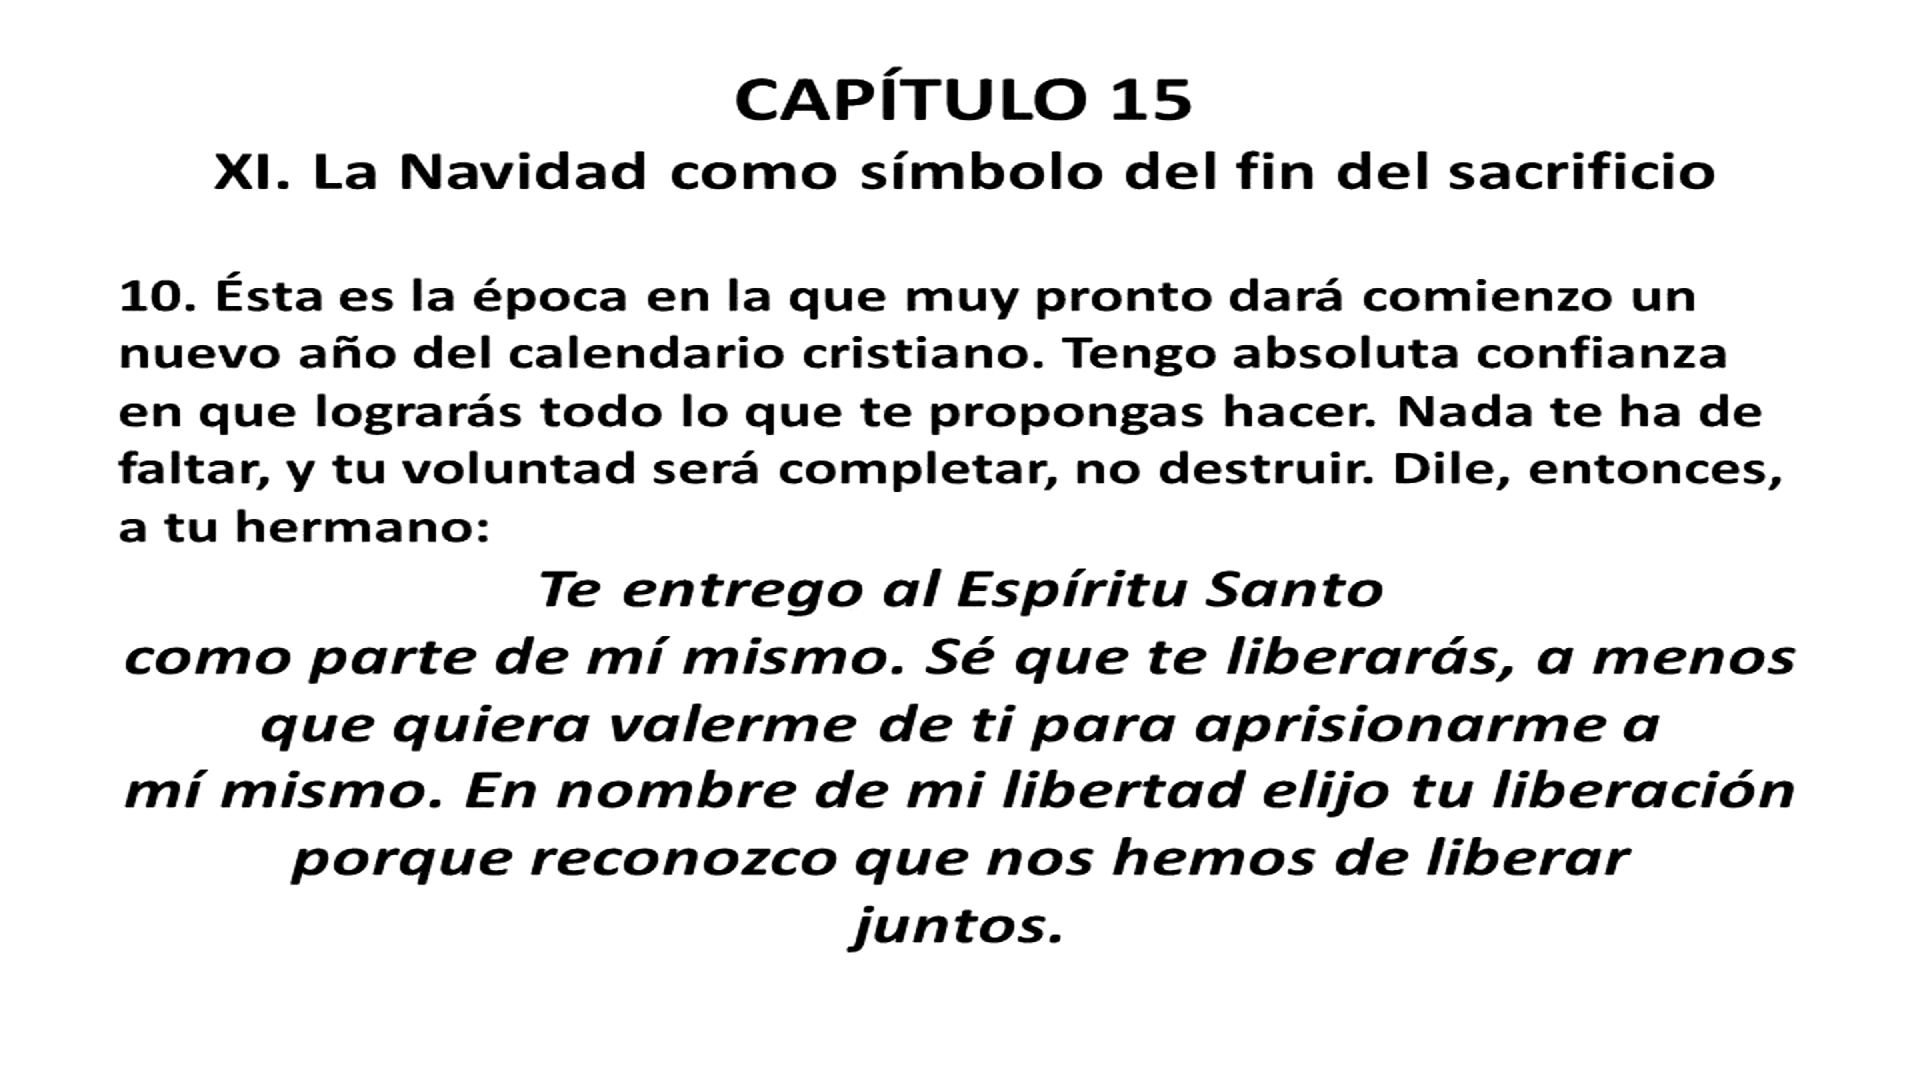 CAPÍTULO 15
XI. La Navidad como símbolo del fin del sacrificio
10. Ésta es la época en la que muy pronto dará comienzo un
nuevo año del calendario cristiano. Tengo absoluta confianza
en que lograrás todo lo que te propongas hacer. Nada te ha de
faltar, y tu voluntad será completar, no destruir. Dile, entonces,
a tu hermano:
Te entrego al Espíritu Santo
como parte de mí mismo. Sé que te liberarás, a menos
que quiera valerme de ti para aprisionarme a
mí mismo. En nombre de mi libertad elijo tu liberación
porque reconozco que nos hemos de liberar
juntos.